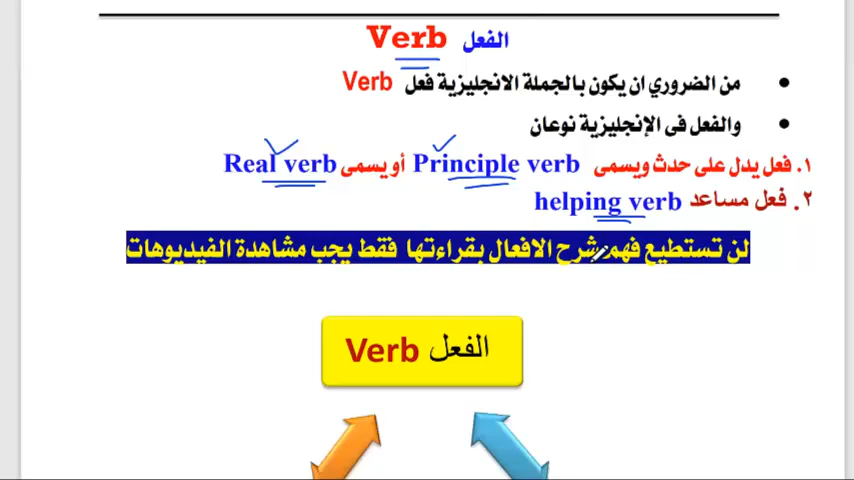 الفعل Verb
من الضروري ان يكون بالجملة الانجليزية فعل Verb
والفعل فى الإنجليزية نوعان
١. فعل يدل على حدث ويسمى Principle verb أو يسمى Real verb
٢. فعل مساعد helping verb
لن تستطيع فهم شرح الافعال بقراءتها فقط يجب مشاهدة الفيديوهات
الفعل Verb